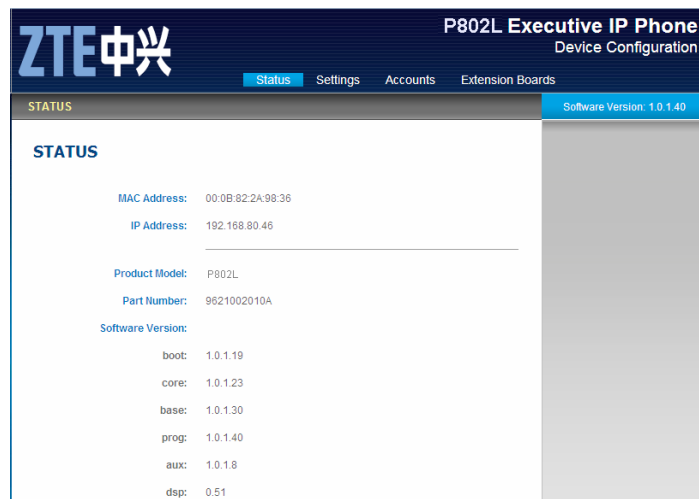 ZTE中兴
P802L Executive IP Phone
Device Configuration
Status Settings Accounts Extension Boards
STATUS Software Version: 1.0.1.40
STATUS
MAC Address: 00:0B:82:2A:98:36
IP Address: 192.168.80.46
Product Model: P802L
Part Number: 9621002010A
Software Version:
boot: 1.0.1.19
core: 1.0.1.23
base: 1.0.1.30
prog: 1.0.1.40
aux: 1.0.1.8
dsp: 0.51